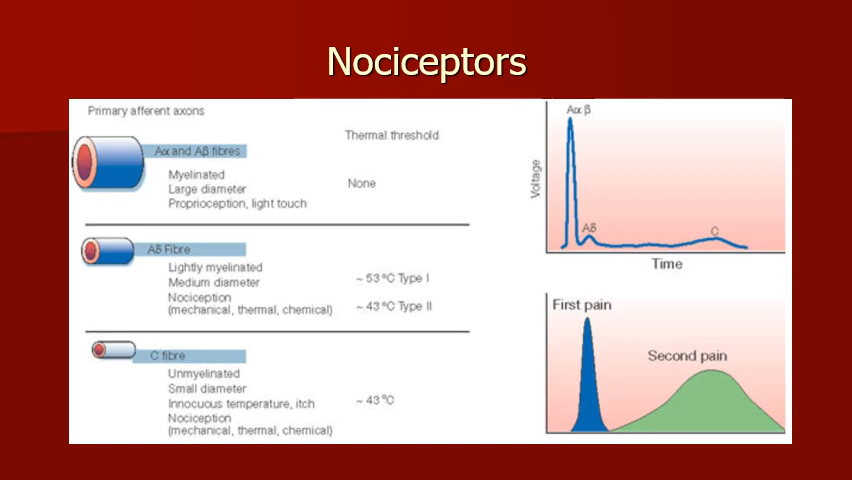 Nociceptors
Primary afferent axons
Thermal threshold
Aα and Aβ fibres
Myelinated
Large diameter
Proprioception, light touch
None
Aδ Fibre
Lightly myelinated
Medium diameter
Nociception
(mechanical, thermal, chemical)
~ 53 °C Type I
~ 43 °C Type II
C fibre
Unmyelinated
Small diameter
Innocuous temperature, itch
Nociception
(mechanical, thermal, chemical)
~ 43 °C
Aα β
Voltage
Aδ
C
Time
First pain
Second pain